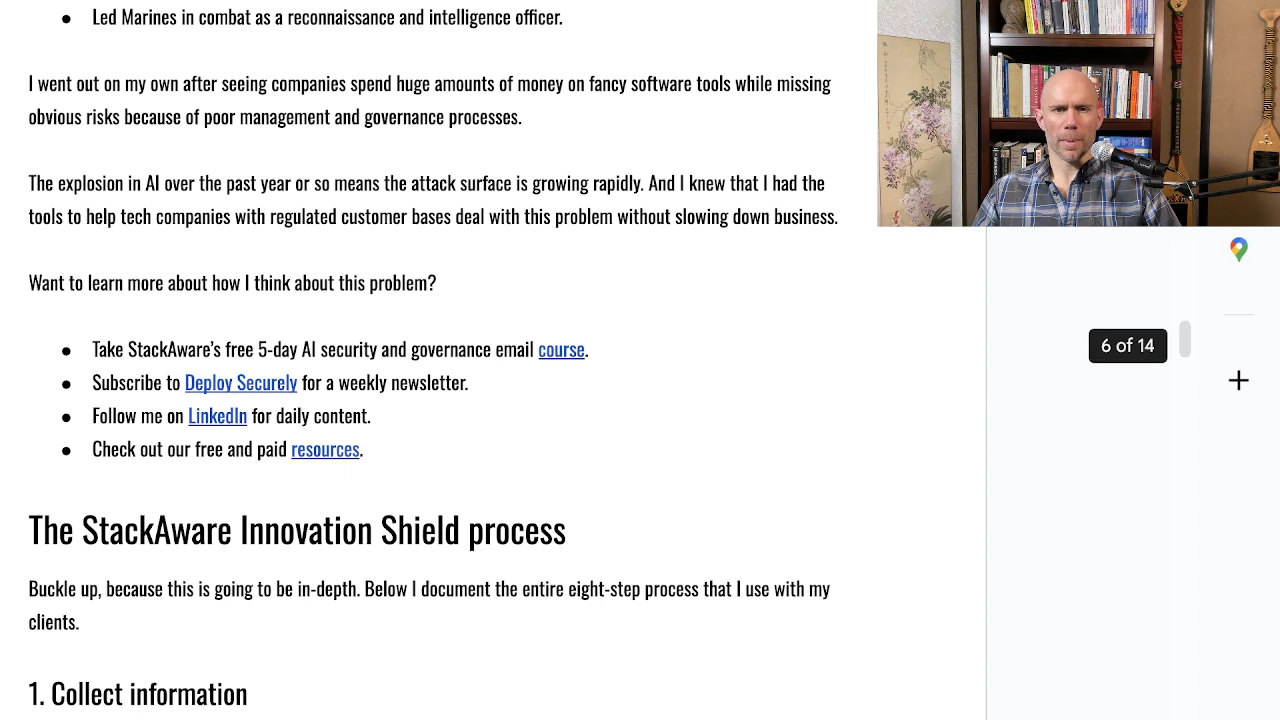 ● Led Marines in combat as a reconnaissance and intelligence officer.
I went out on my own after seeing companies spend huge amounts of money on fancy software tools while missing
obvious risks because of poor management and governance processes.
The explosion in AI over the past year or so means the attack surface is growing rapidly. And I knew that I had the
tools to help tech companies with regulated customer bases deal with this problem without slowing down business.
Want to learn more about how I think about this problem?
● Take StackAware’s free 5-day AI security and governance email course.
● Subscribe to Deploy Securely for a weekly newsletter.
● Follow me on LinkedIn for daily content.
● Check out our free and paid resources.
6 of 14
The StackAware Innovation Shield process
Buckle up, because this is going to be in-depth. Below I document the entire eight-step process that I use with my
clients.
1. Collect information